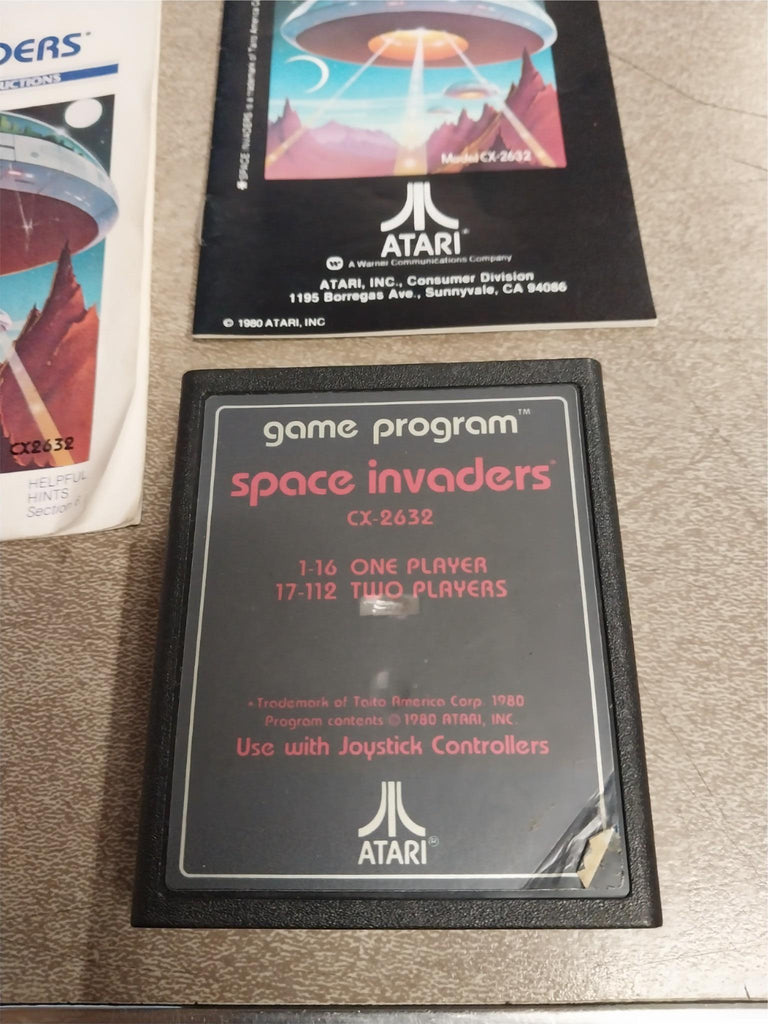 DERS
UCTIONS
CX2632
HELPFUL
HINTS
Section 6
SPACE INVADERS is a trademark of Taito America Co
Model CX-2632
ATARI®
A Warner Communications Company
ATARI, INC., Consumer Division
1195 Borregas Ave., Sunnyvale, CA 94086
© 1980 ATARI, INC
game program™
space invaders*
CX-2632
1-16 ONE PLAYER
17-112 TWO PLAYERS
*Trademark of Taito America Corp. 1980
Program contents © 1980 ATARI, INC.
Use with Joystick Controllers
ATARI®